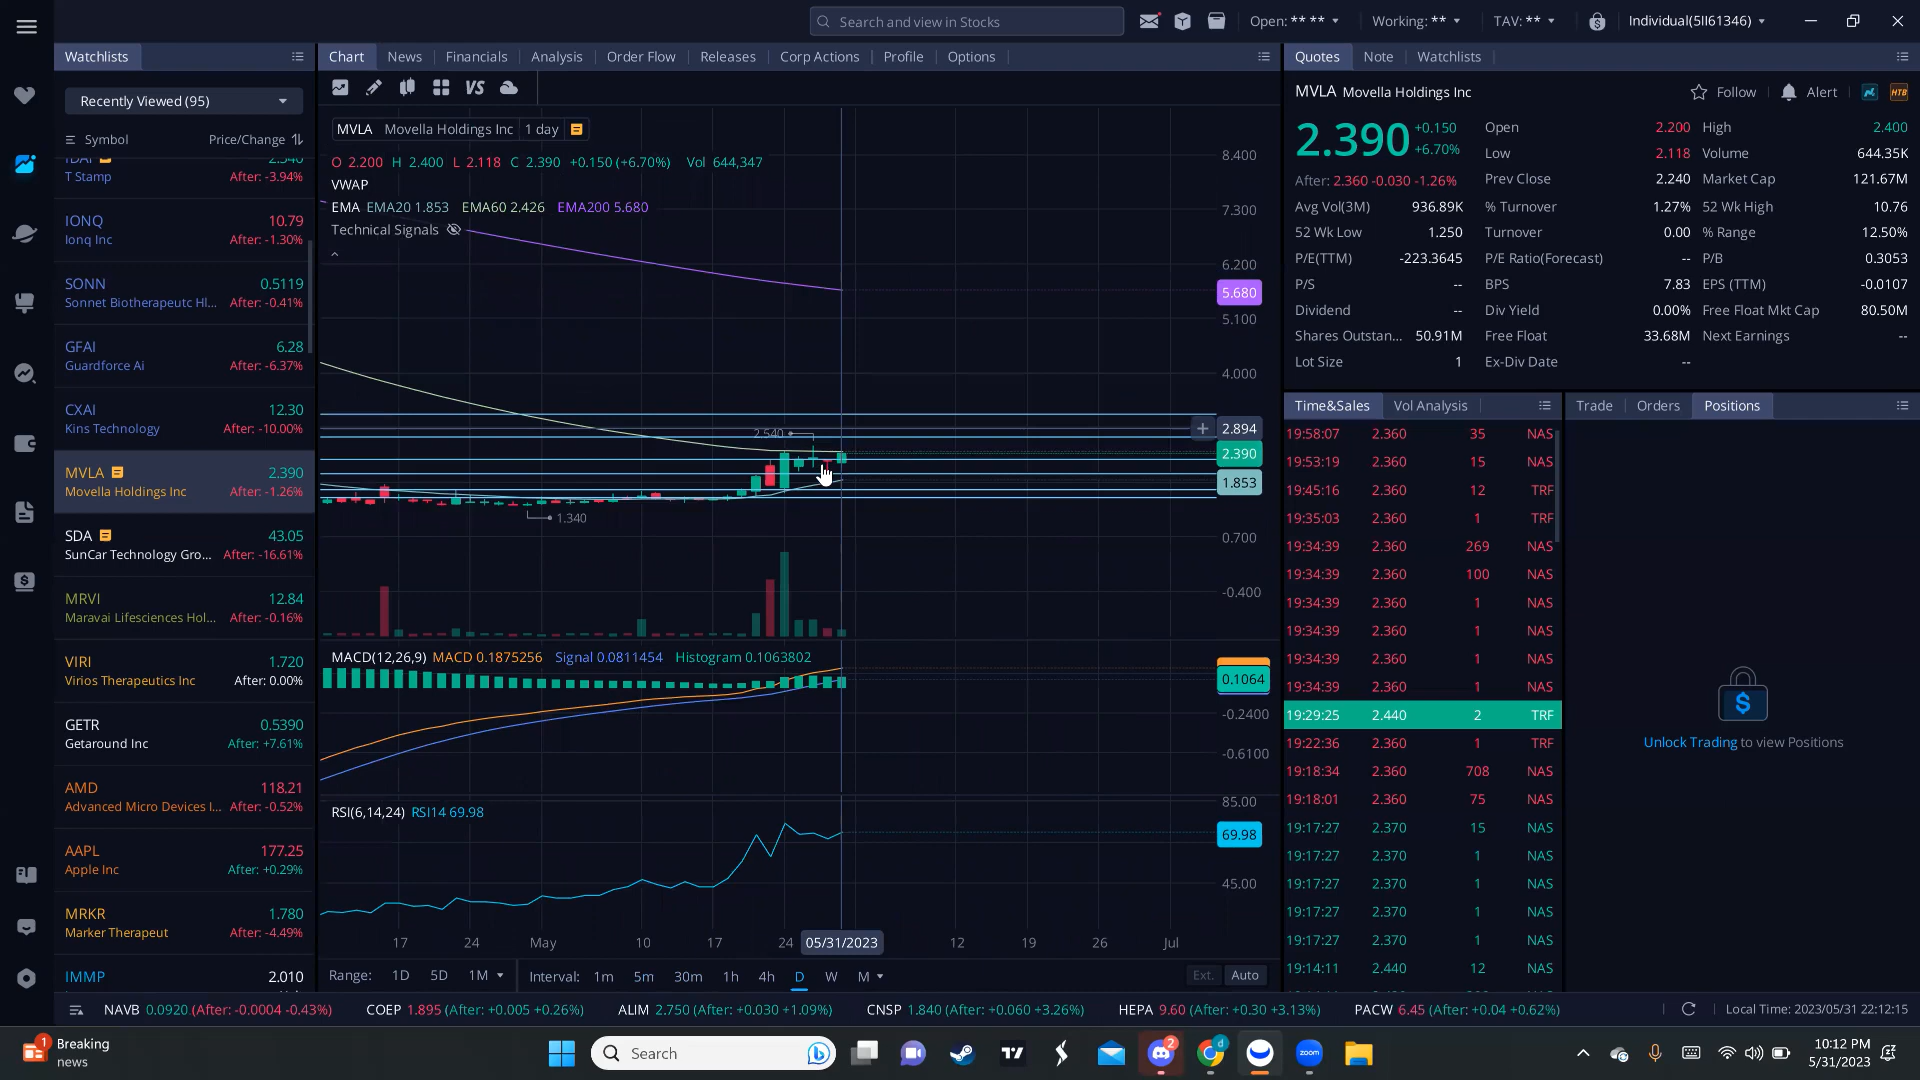 Search and view in Stocks
Open: ** **
Working: **
TAV: **
Individual(5II61346)
Watchlists
Recently Viewed (95)
Symbol
Price/Change
T Stamp After: -3.94%
IONQ 10.79
Ionq Inc After: -1.30%
SONN 0.5119
Sonnet Biotherapeutc Hl... After: -0.41%
GFAI 6.28
Guardforce Ai After: -6.37%
CXAI 12.30
Kins Technology After: -10.00%
MVLA 2.390
Movella Holdings Inc After: -1.26%
SDA 43.05
SunCar Technology Gro... After: -16.61%
MRVI 12.84
Maravai Lifesciences Hol... After: -0.16%
VIRI 1.720
Virios Therapeutics Inc After: 0.00%
GETR 0.5390
Getaround Inc After: +7.61%
AMD 118.21
Advanced Micro Devices I... After: -0.52%
AAPL 177.25
Apple Inc After: +0.29%
MRKR 1.780
Marker Therapeut After: -4.49%
IMMP 2.010
Chart News Financials Analysis Order Flow Releases Corp Actions Profile Options
VS
MVLA Movella Holdings Inc 1 day
O 2.200 H 2.400 L 2.118 C 2.390 +0.150 (+6.70%) Vol 644,347
VWAP
EMA EMA20 1.853 EMA60 2.426 EMA200 5.680
Technical Signals
8.400
7.300
6.200
5.680
5.100
4.000
2.894
2.540
2.390
1.853
1.340
0.700
-0.400
MACD(12,26,9) MACD 0.1875256 Signal 0.0811454 Histogram 0.1063802
0.1064
-0.2400
-0.6100
RSI(6,14,24) RSI14 69.98
85.00
69.98
45.00
17 24 May 10 17 24 05/31/2023 12 19 26 Jul
Range: 1D 5D 1M Interval: 1m 5m 30m 1h 4h D W M Ext. Auto
Quotes Note Watchlists
MVLA Movella Holdings Inc Follow Alert HTB
2.390 +0.150
+6.70%
After: 2.360 -0.030 -1.26%
Open 2.200 High 2.400
Low 2.118 Volume 644.35K
Prev Close 2.240 Market Cap 121.67M
Avg Vol(3M) 936.89K % Turnover 1.27% 52 Wk High 10.76
52 Wk Low 1.250 Turnover 0.00 % Range 12.50%
P/E(TTM) -223.3645 P/E Ratio(Forecast) -- P/B 0.3053
P/S -- BPS 7.83 EPS (TTM) -0.0107
Dividend -- Div Yield 0.00% Free Float Mkt Cap 80.50M
Shares Outstan... 50.91M Free Float 33.68M Next Earnings --
Lot Size 1 Ex-Div Date --
Time&Sales Vol Analysis
19:58:07 2.360 35 NAS
19:53:19 2.360 15 NAS
19:45:16 2.360 12 TRF
19:35:03 2.360 1 TRF
19:34:39 2.360 269 NAS
19:34:39 2.360 100 NAS
19:34:39 2.360 1 NAS
19:34:39 2.360 1 NAS
19:34:39 2.360 1 NAS
19:34:39 2.360 1 NAS
19:29:25 2.440 2 TRF
19:22:36 2.360 1 TRF
19:18:34 2.360 708 NAS
19:18:01 2.360 75 NAS
19:17:27 2.370 15 NAS
19:17:27 2.370 1 NAS
19:17:27 2.370 1 NAS
19:17:27 2.370 1 NAS
19:17:27 2.370 1 NAS
19:14:11 2.440 12 NAS
Trade Orders Positions
Unlock Trading to view Positions
NAVB 0.0920 (After: -0.0004 -0.43%) COEP 1.895 (After: +0.005 +0.26%) ALIM 2.750 (After: +0.030 +1.09%) CNSP 1.840 (After: +0.060 +3.26%) HEPA 9.60 (After: +0.30 +3.13%) PACW 6.45 (After: +0.04 +0.62%)
Local Time: 2023/05/31 22:12:15
1
Breaking
news
Search
2
zoom
10:12 PM
5/31/2023